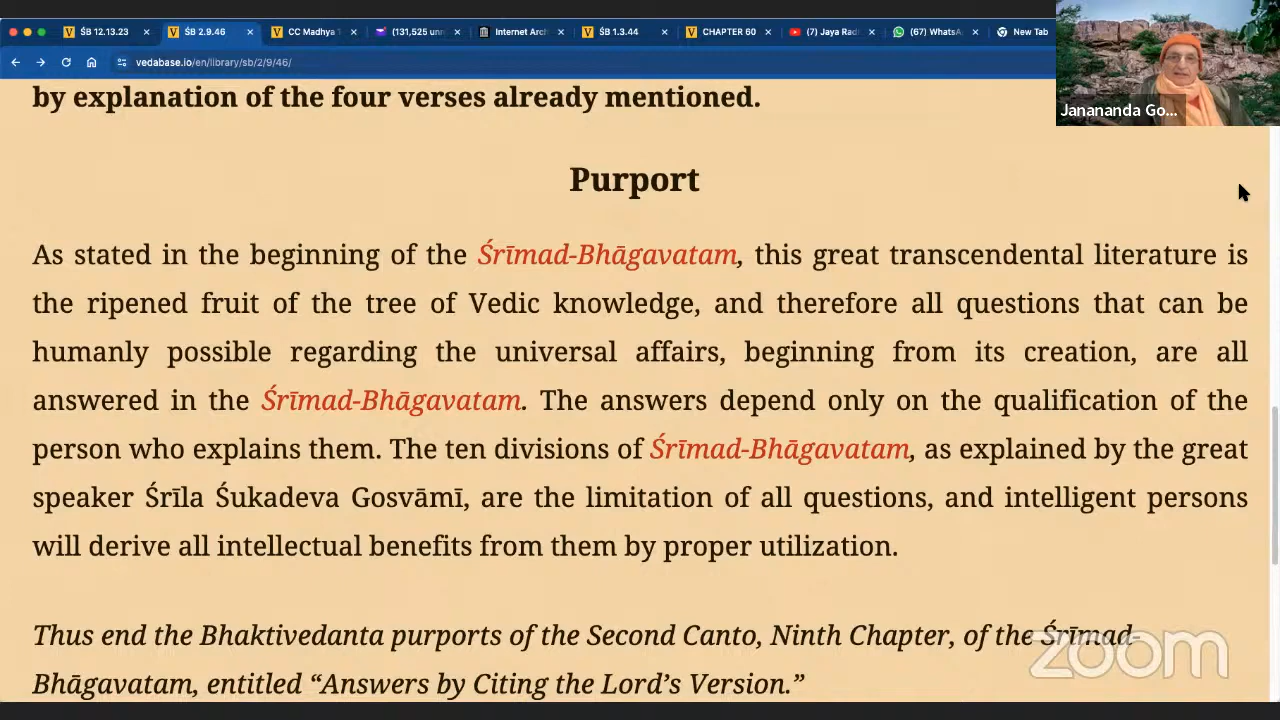 ŚB 12.13.23
ŚB 2.9.46
CC Madhya
(131,525 unr
Internet Arc
ŚB 1.3.44
CHAPTER 60
(7) Jaya Rad
(67) WhatsA
New Tab
vedabase.io/en/library/sb/2/9/46/
Janananda Go...
by explanation of the four verses already mentioned.
Purport
As stated in the beginning of the Śrīmad-Bhāgavatam, this great transcendental literature is
the ripened fruit of the tree of Vedic knowledge, and therefore all questions that can be
humanly possible regarding the universal affairs, beginning from its creation, are all
answered in the Śrīmad-Bhāgavatam. The answers depend only on the qualification of the
person who explains them. The ten divisions of Śrīmad-Bhāgavatam, as explained by the great
speaker Śrīla Śukadeva Gosvāmī, are the limitation of all questions, and intelligent persons
will derive all intellectual benefits from them by proper utilization.
Thus end the Bhaktivedanta purports of the Second Canto, Ninth Chapter, of the Śrīmad-
Bhāgavatam, entitled “Answers by Citing the Lord’s Version.”
zoom